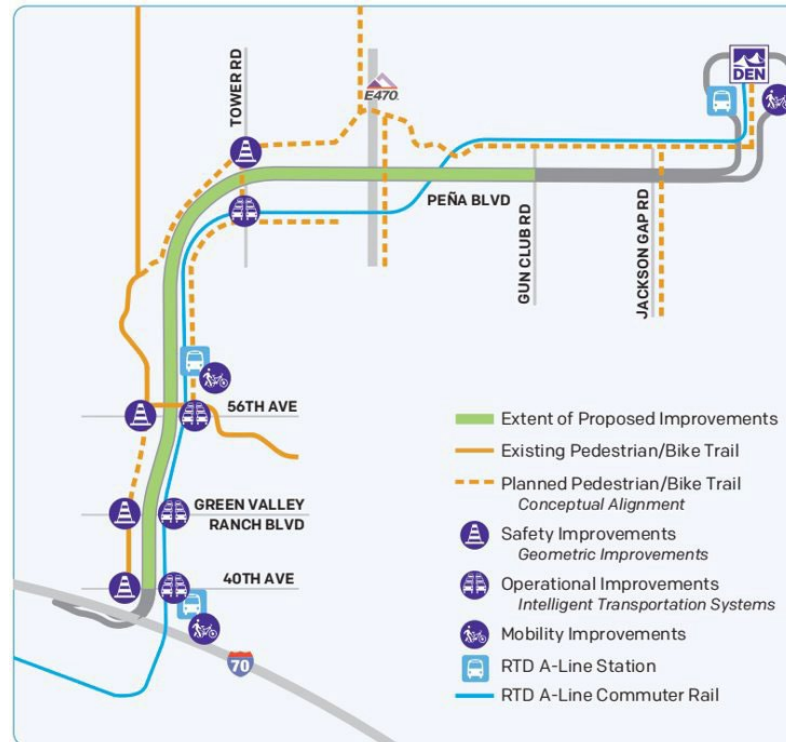 TOWER RD
E470
DEN
PEÑA BLVD
GUN CLUB RD
JACKSON GAP RD
56TH AVE
GREEN VALLEY
RANCH BLVD
40TH AVE
70
Extent of Proposed Improvements
Existing Pedestrian/Bike Trail
Planned Pedestrian/Bike Trail
Conceptual Alignment
Safety Improvements
Geometric Improvements
Operational Improvements
Intelligent Transportation Systems
Mobility Improvements
RTD A-Line Station
RTD A-Line Commuter Rail